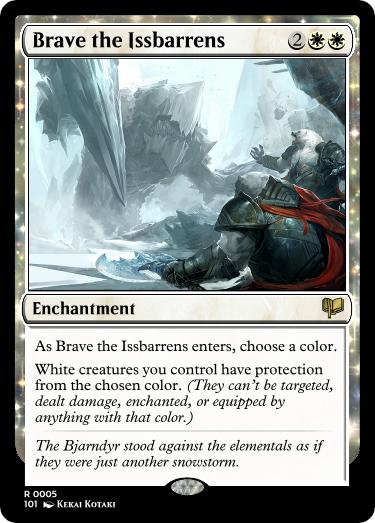 Brave the Issbarrens 2
Enchantment
As Brave the Issbarrens enters, choose a color.
White creatures you control have protection
from the chosen color. (They can't be targeted,
dealt damage, enchanted, or equipped by
anything with that color.)
The Bjarndyr stood against the elementals as if
they were just another snowstorm.
R 0005
101 Kekai Kotaki